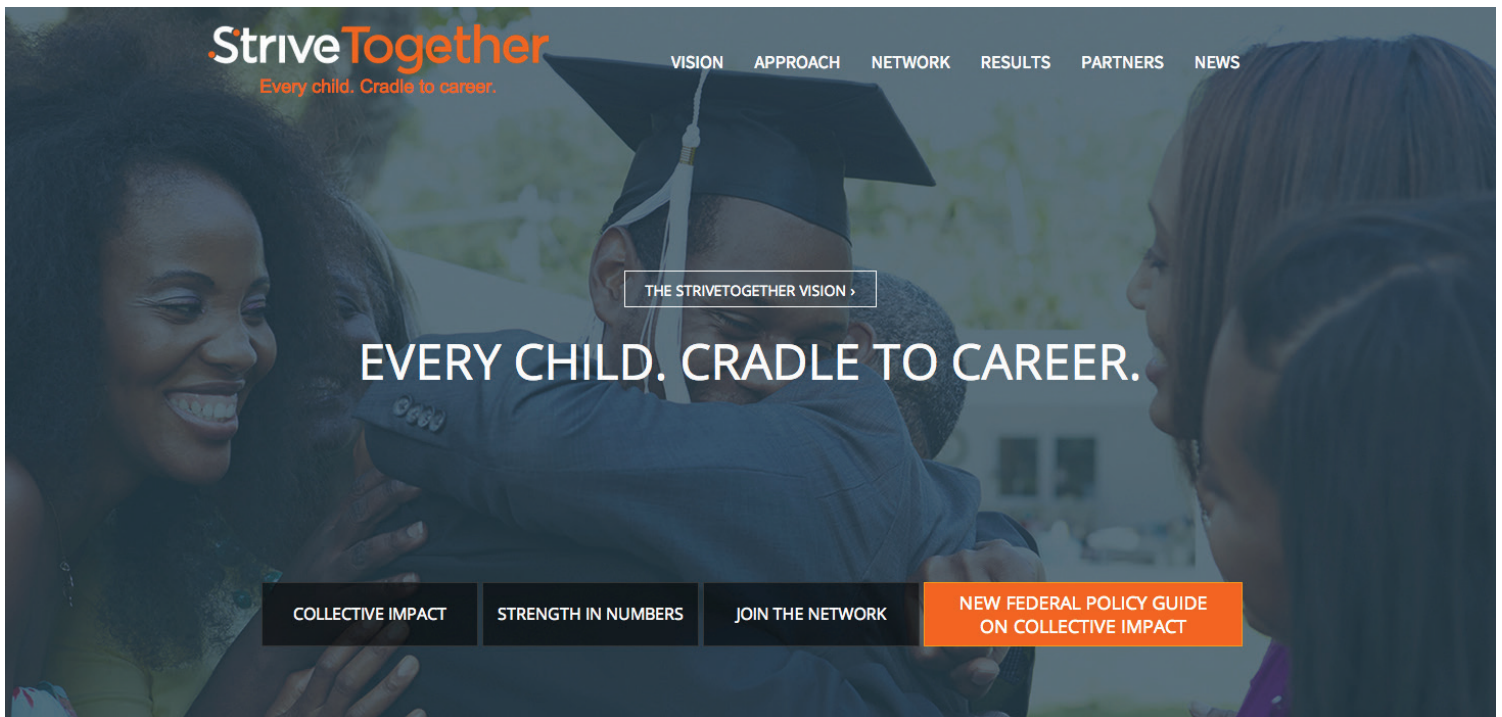 StriveTogether
Every child. Cradle to career.
VISION APPROACH NETWORK RESULTS PARTNERS NEWS
THE STRIVETOGETHER VISION ›
EVERY CHILD. CRADLE TO CAREER.
COLLECTIVE IMPACT
STRENGTH IN NUMBERS
JOIN THE NETWORK
NEW FEDERAL POLICY GUIDE
ON COLLECTIVE IMPACT